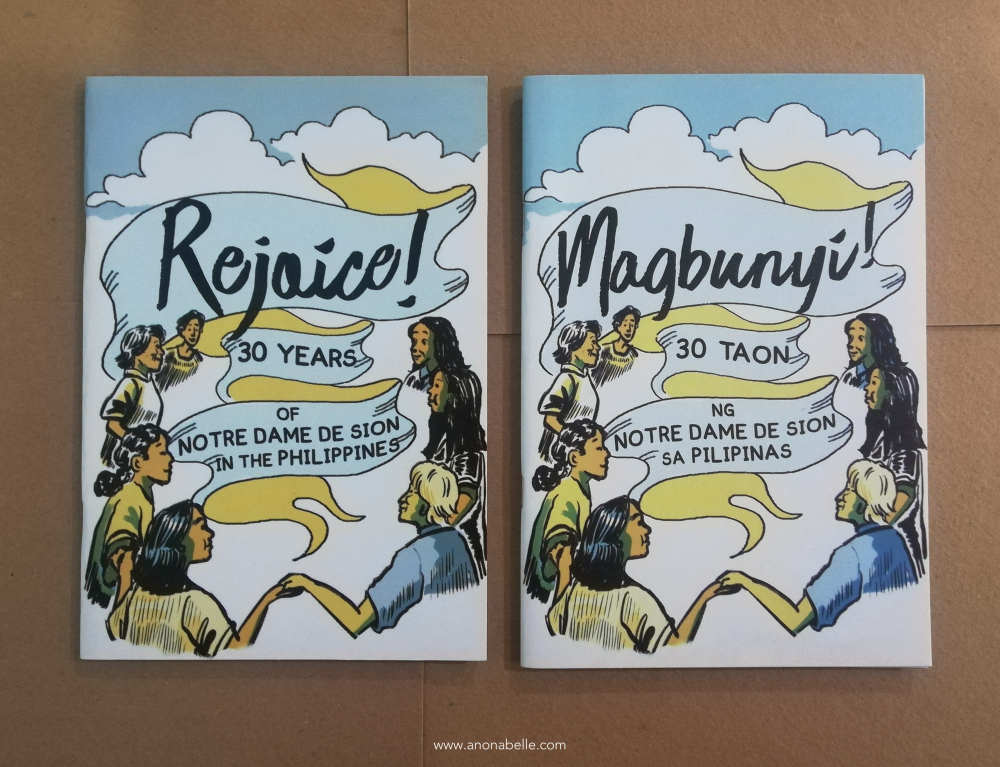 Rejoice!
30 YEARS
OF
NOTRE DAME DE SION
IN THE PHILIPPINES
Magbunyi!
30 TAON
NG
NOTRE DAME DE SION
SA PILIPINAS
www.anonabelle.com